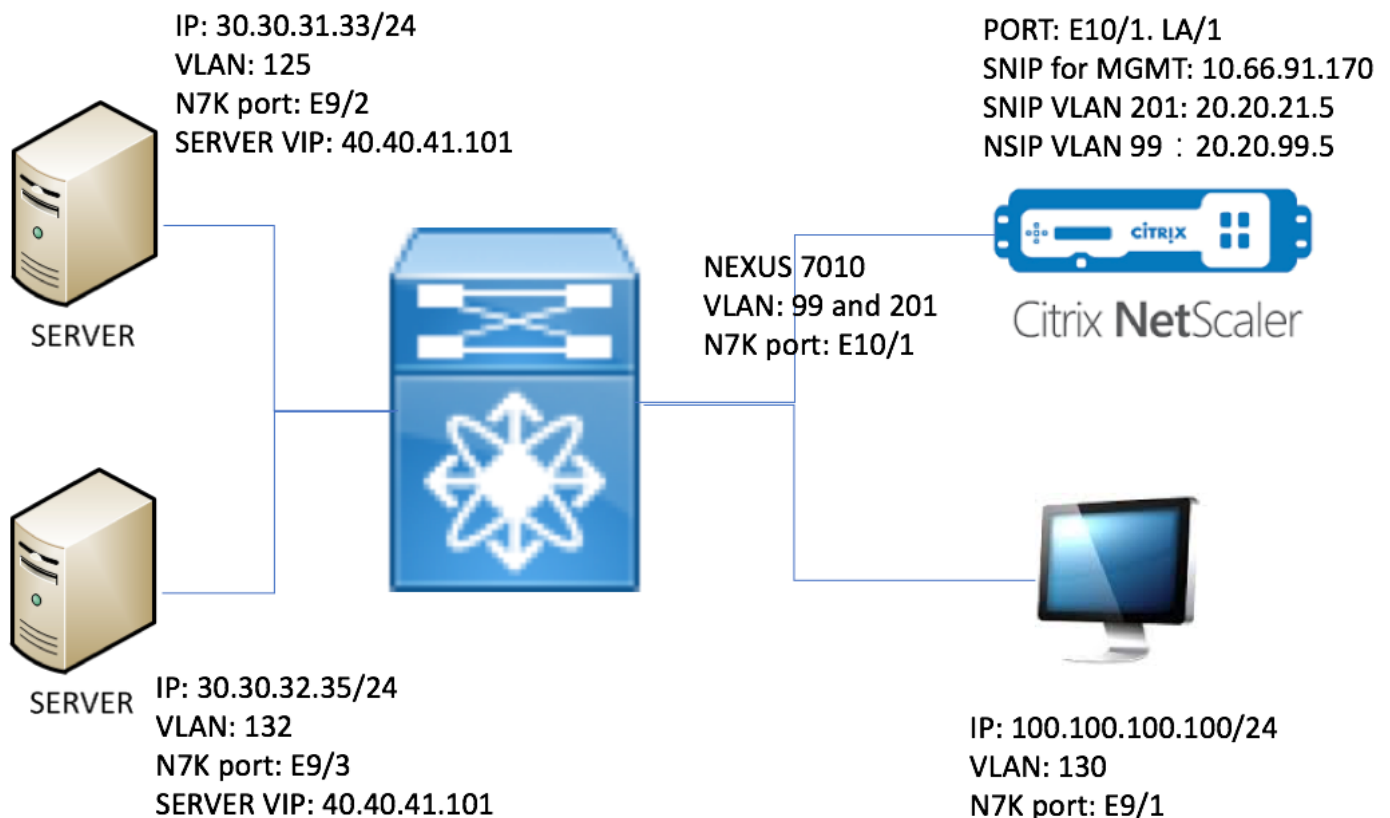 IP: 30.30.31.33/24
VLAN: 125
N7K port: E9/2
SERVER VIP: 40.40.41.101
SERVER
PORT: E10/1. LA/1
SNIP for MGMT: 10.66.91.170
SNIP VLAN 201: 20.20.21.5
NSIP VLAN 99：20.20.99.5
CITRIX
Citrix NetScaler
NEXUS 7010
VLAN: 99 and 201
N7K port: E10/1
SERVER
IP: 30.30.32.35/24
VLAN: 132
N7K port: E9/3
SERVER VIP: 40.40.41.101
IP: 100.100.100.100/24
VLAN: 130
N7K port: E9/1